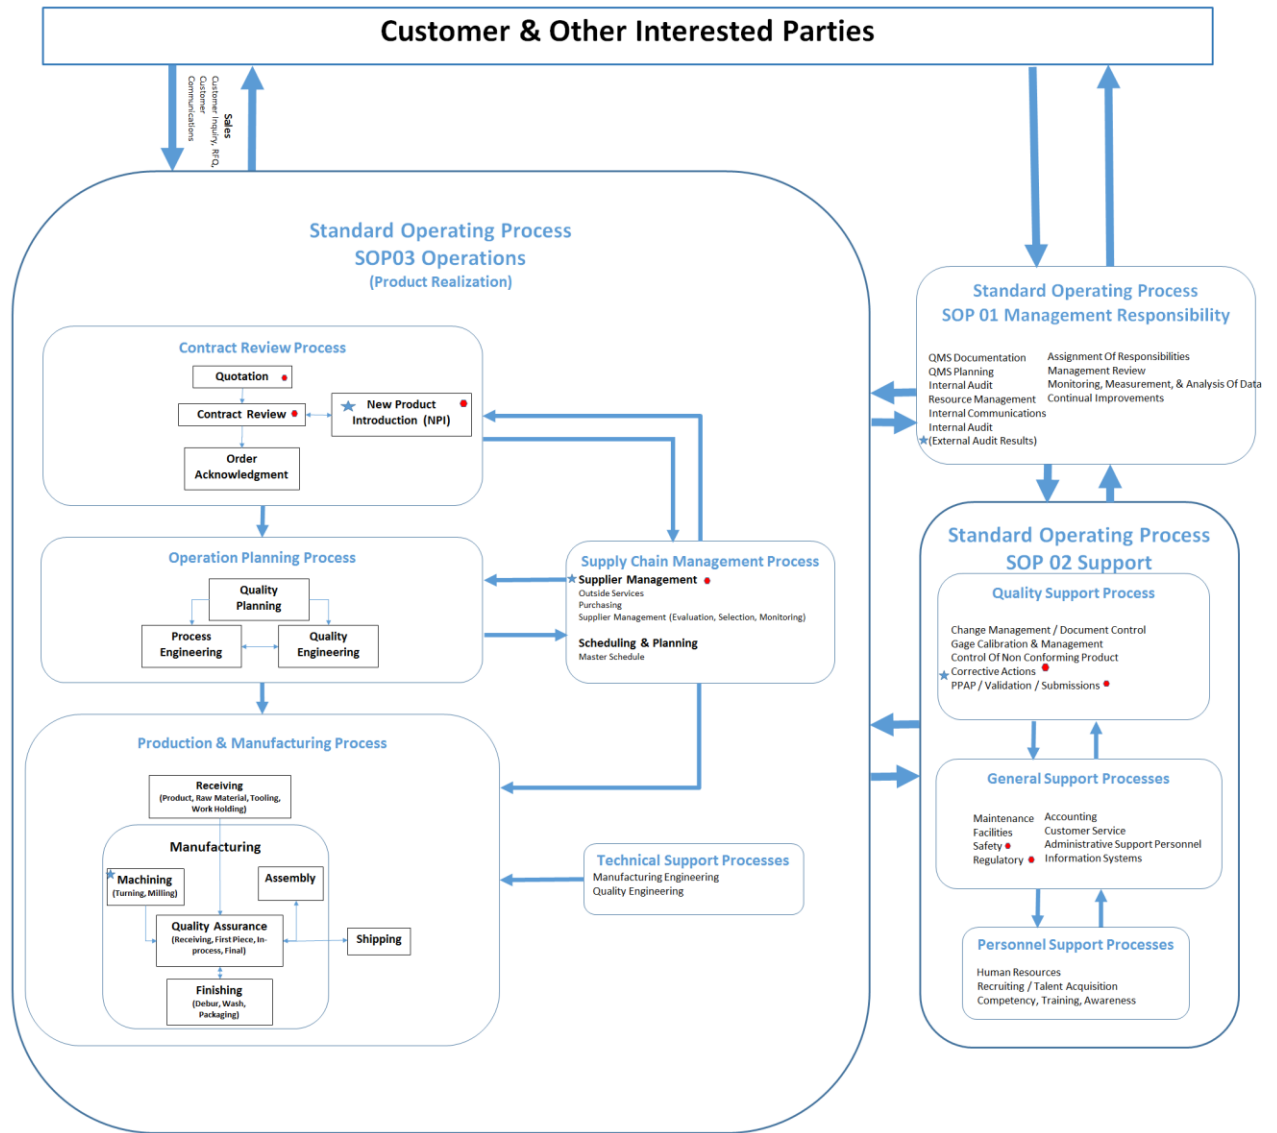 Customer & Other Interested Parties
Sales
Customer Inquiry, RFQ,
Customer
Communications
Standard Operating Process
SOP03 Operations
(Product Realization)
Contract Review Process
Quotation
Contract Review
New Product
Introduction (NPI)
Order
Acknowledgment
Operation Planning Process
Quality
Planning
Process
Engineering
Quality
Engineering
Supply Chain Management Process
Supplier Management
Outside Services
Purchasing
Supplier Management (Evaluation, Selection, Monitoring)
Scheduling & Planning
Master Schedule
Production & Manufacturing Process
Receiving
(Product, Raw Material, Tooling,
Work Holding)
Manufacturing
Machining
(Turning, Milling)
Assembly
Quality Assurance
(Receiving, First Piece, In-
process, Final)
Shipping
Finishing
(Debur, Wash,
Packaging)
Technical Support Processes
Manufacturing Engineering
Quality Engineering
Standard Operating Process
SOP 01 Management Responsibility
QMS Documentation
QMS Planning
Internal Audit
Resource Management
Internal Communications
Internal Audit
(External Audit Results)
Assignment Of Responsibilities
Management Review
Monitoring, Measurement, & Analysis Of Data
Continual Improvements
Standard Operating Process
SOP 02 Support
Quality Support Process
Change Management / Document Control
Gage Calibration & Management
Control Of Non Conforming Product
Corrective Actions
PPAP / Validation / Submissions
General Support Processes
Maintenance
Facilities
Safety
Regulatory
Accounting
Customer Service
Administrative Support Personnel
Information Systems
Personnel Support Processes
Human Resources
Recruiting / Talent Acquisition
Competency, Training, Awareness